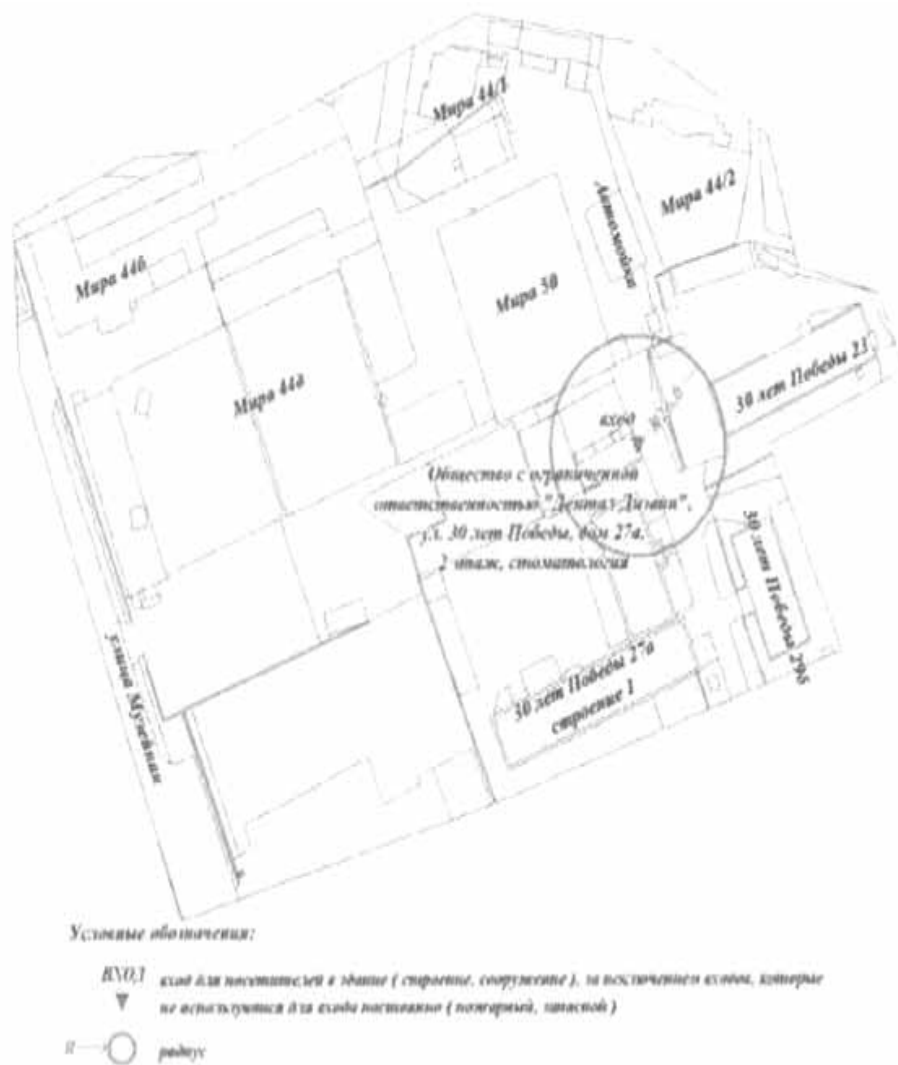 Мира 44/1
Мира 44/2
Автомойка
Мира 44б
Мира 50
Мира 44д
30 лет Победы 23
вход
Общество с ограниченной
ответственностью "Дентал Дизайн",
ул. 30 лет Победы, дом 27а,
2 этаж, стоматология
30 лет Победы 29б
улица Музейная
30 лет Победы 27а
строение 1
Условные обозначения:
ВХОД вход для посетителей в здание ( строение, сооружение ), за исключением входов, которые
не используются для входа постоянно ( пожарный, запасной )
R
радиус